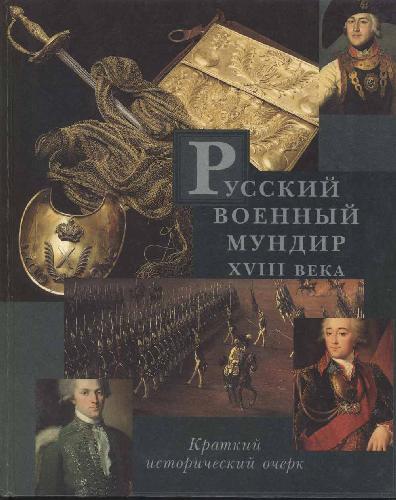 Русский
военный
мундир
XVIII века
Краткий
исторический очерк